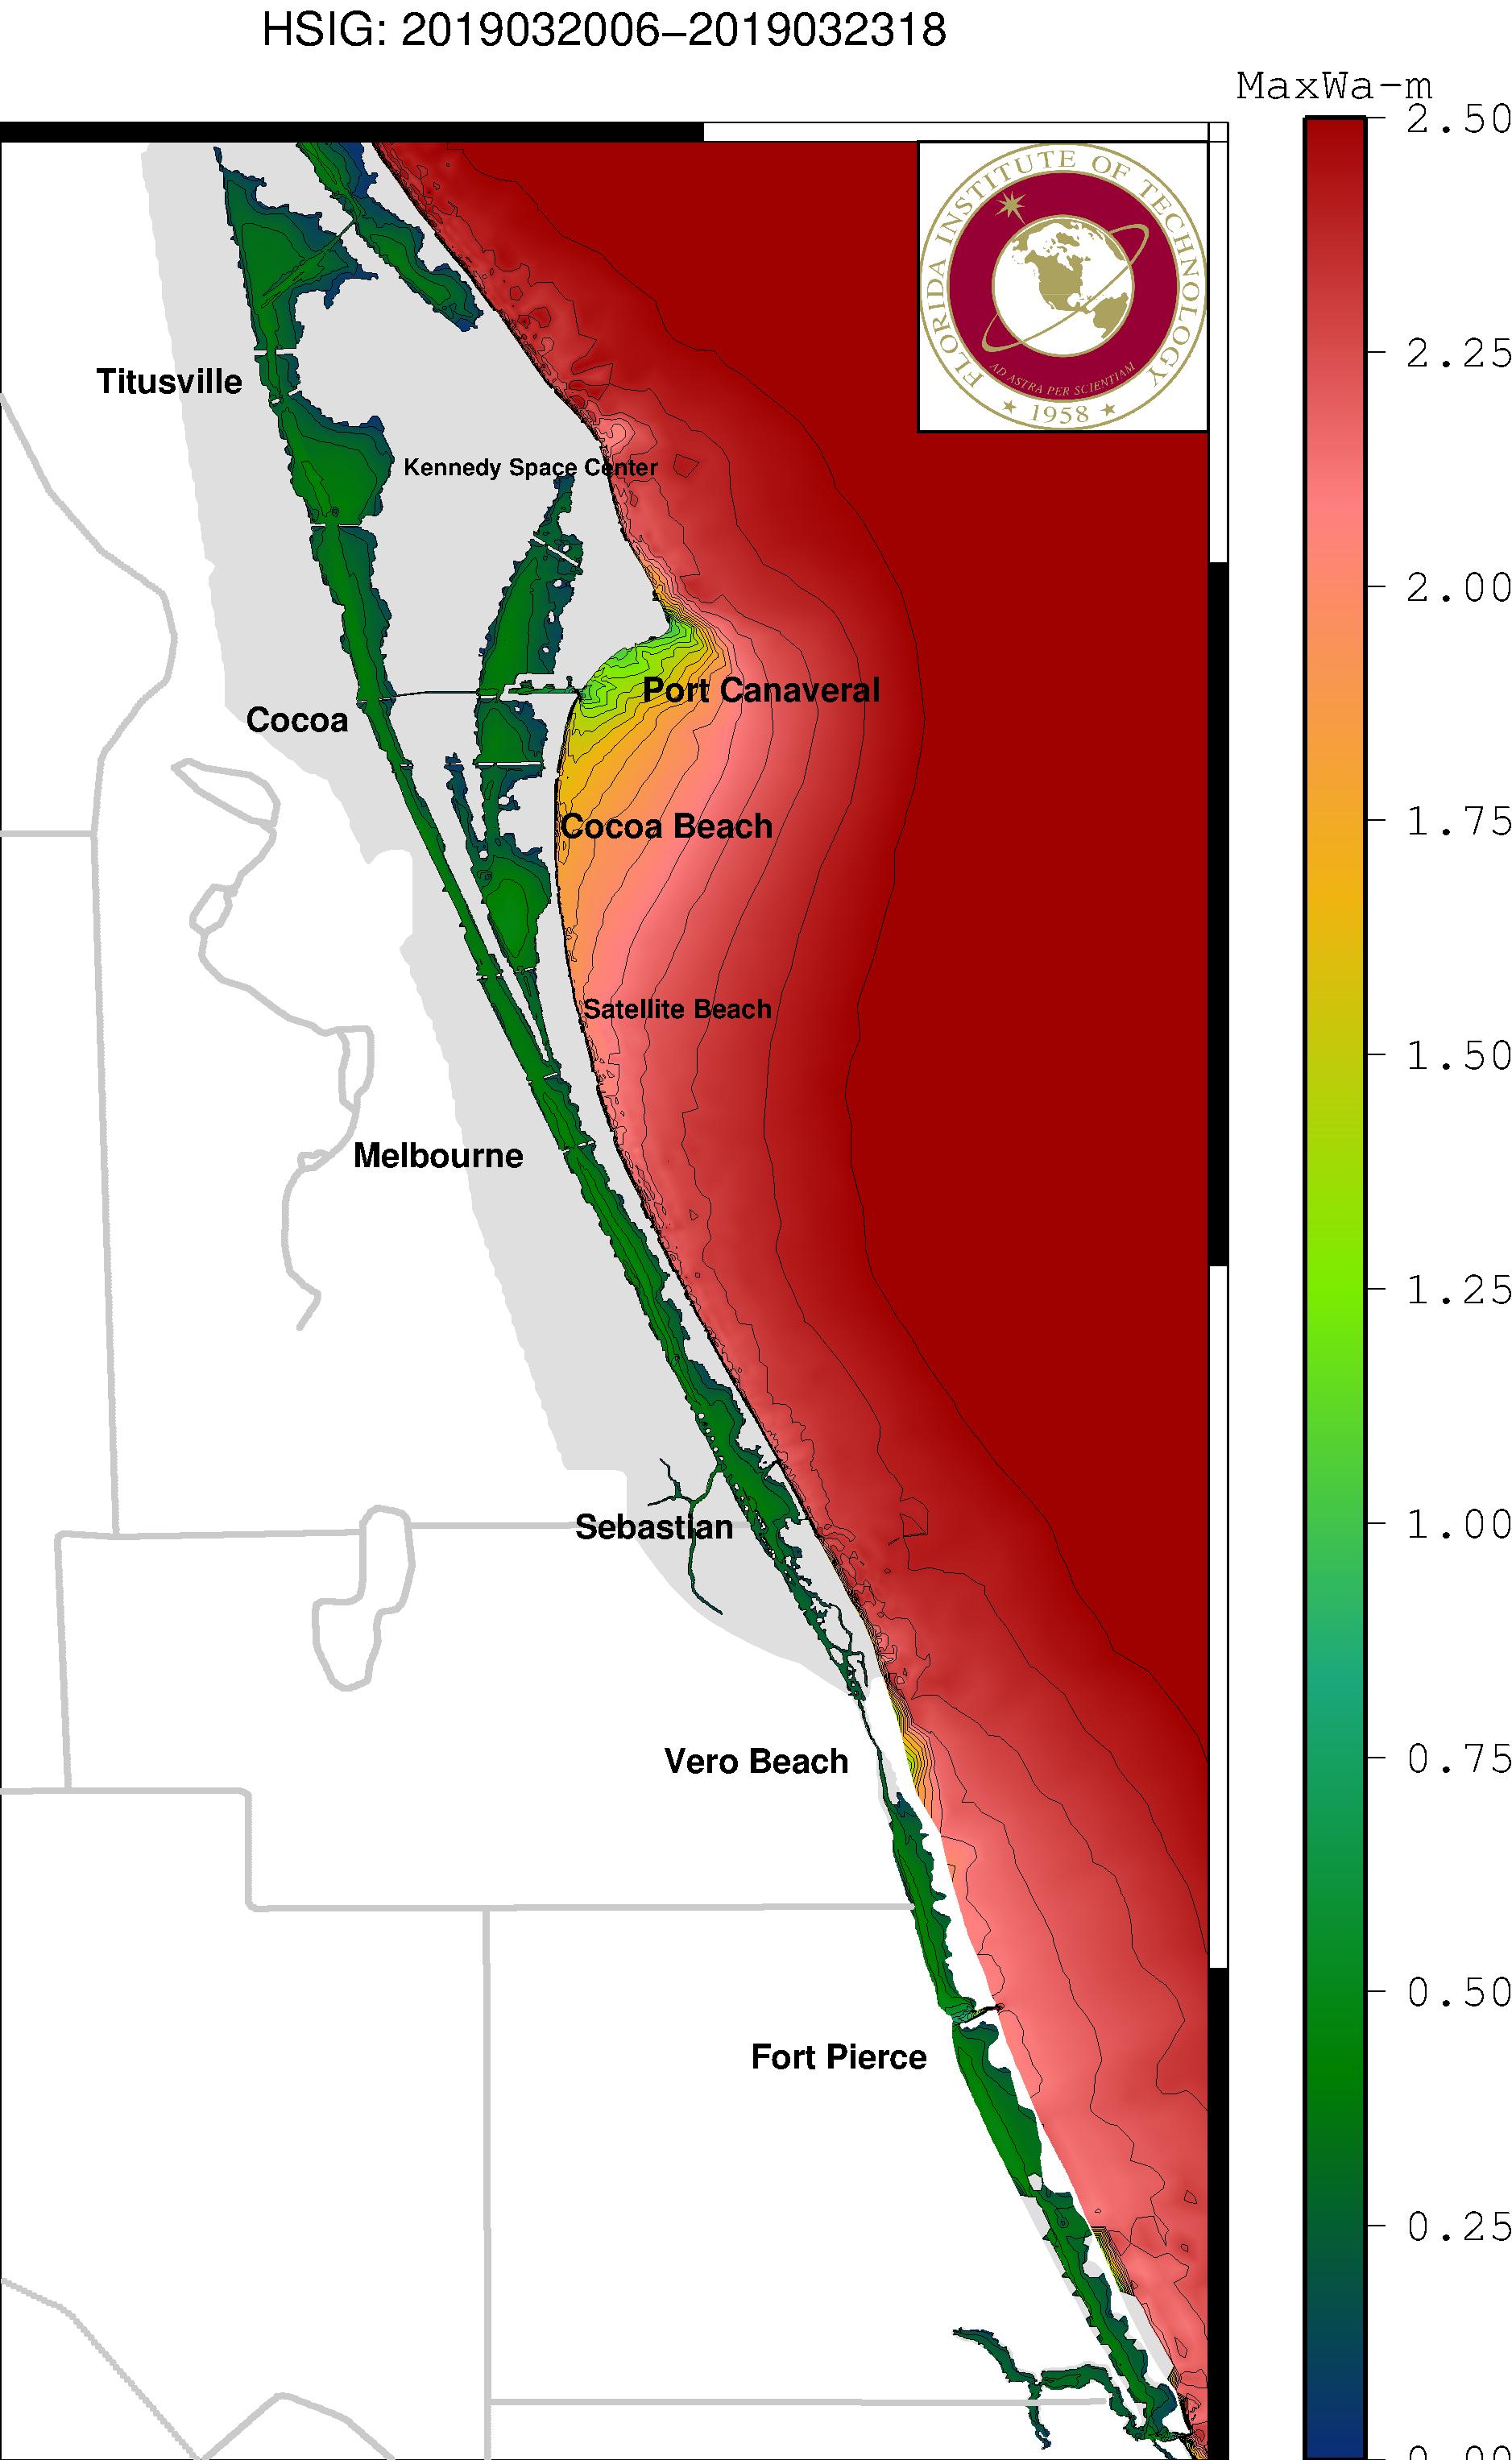 HSIG: 2019032006–2019032318
MaxWa-m
2.50
FLORIDA INSTITUTE OF TECHNOLOGY
AD ASTRA PER SCIENTIAM
★ 1958 ★
2.25
Titusville
Kennedy Space Center
2.00
Port Canaveral
Cocoa
1.75
Cocoa Beach
Satellite Beach
1.50
Melbourne
1.25
1.00
Sebastian
Vero Beach
0.75
0.50
Fort Pierce
0.25
0.00